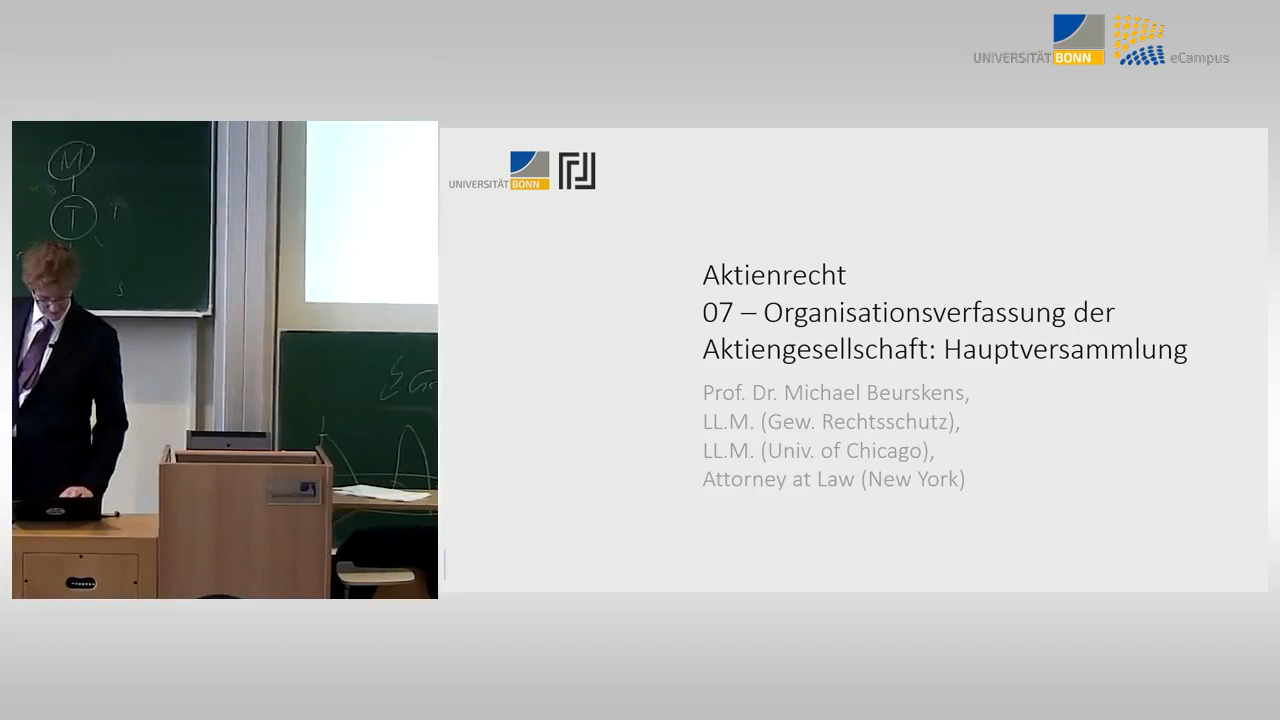 UNIVERSITÄT BONN
eCampus
M
T
T
UNIVERSITÄT BONN
Aktienrecht
07 – Organisationsverfassung der
Aktiengesellschaft: Hauptversammlung
Prof. Dr. Michael Beurskens,
LL.M. (Gew. Rechtsschutz),
LL.M. (Univ. of Chicago),
Attorney at Law (New York)